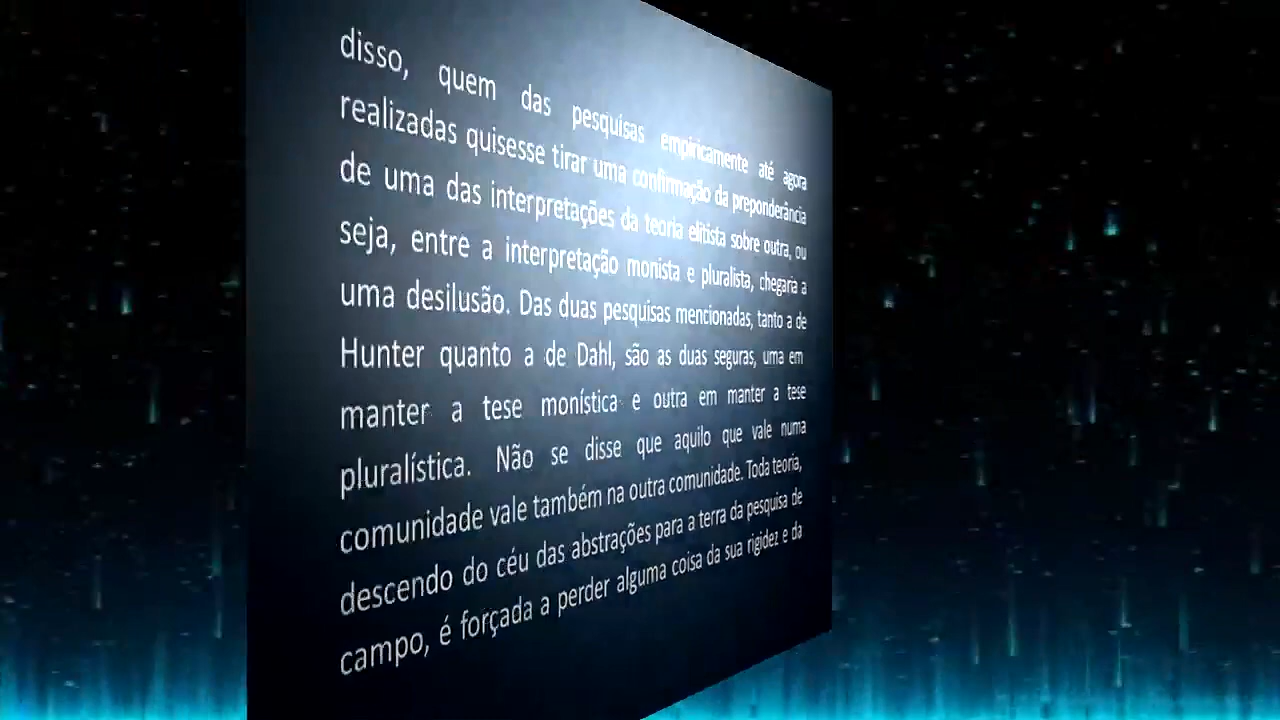 disso, quem das pesquisas empiricamente até agora
realizadas quisesse tirar uma confirmação da preponderância
de uma das interpretações da teoria elitista sobre outra, ou
seja, entre a interpretação monista e pluralista, chegaria a
uma desilusão. Das duas pesquisas mencionadas, tanto a de
Hunter quanto a de Dahl, são as duas seguras, uma em
manter a tese monística e outra em manter a tese
pluralística. Não se disse que aquilo que vale numa
comunidade vale também na outra comunidade. Toda teoria,
descendo do céu das abstrações para a terra da pesquisa de
campo, é forçada a perder alguma coisa da sua rigidez e da